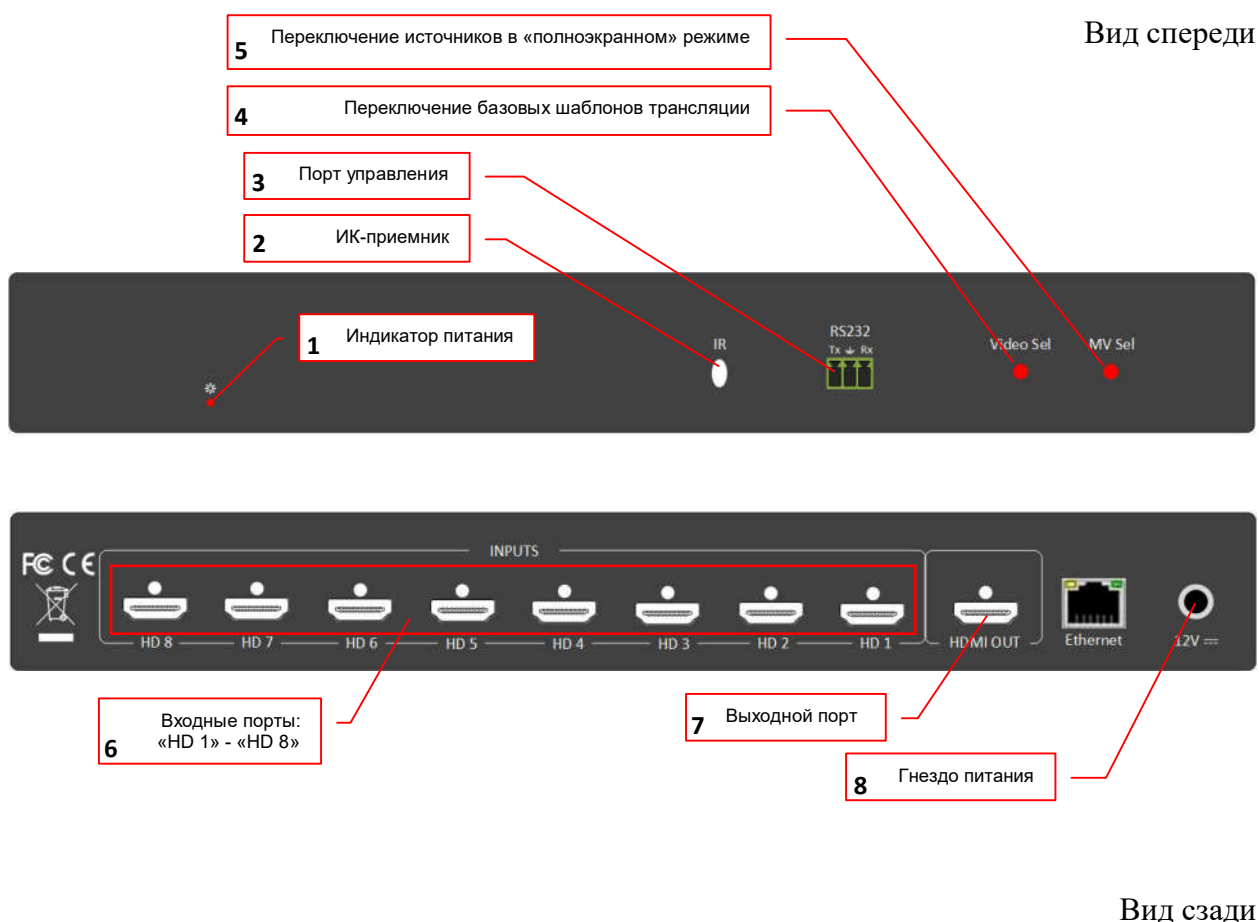 Вид спереди
5 Переключение источников в «полноэкранном» режиме
4 Переключение базовых шаблонов трансляции
3 Порт управления
2 ИК-приемник
1 Индикатор питания
IR
RS232
Tx Rx
Video Sel
MV Sel
FC CE
INPUTS
HD 8 HD 7 HD 6 HD 5 HD 4 HD 3 HD 2 HD 1
HDMI OUT
Ethernet
12V
6 Входные порты:
«HD 1» - «HD 8»
7 Выходной порт
8 Гнездо питания
Вид сзади